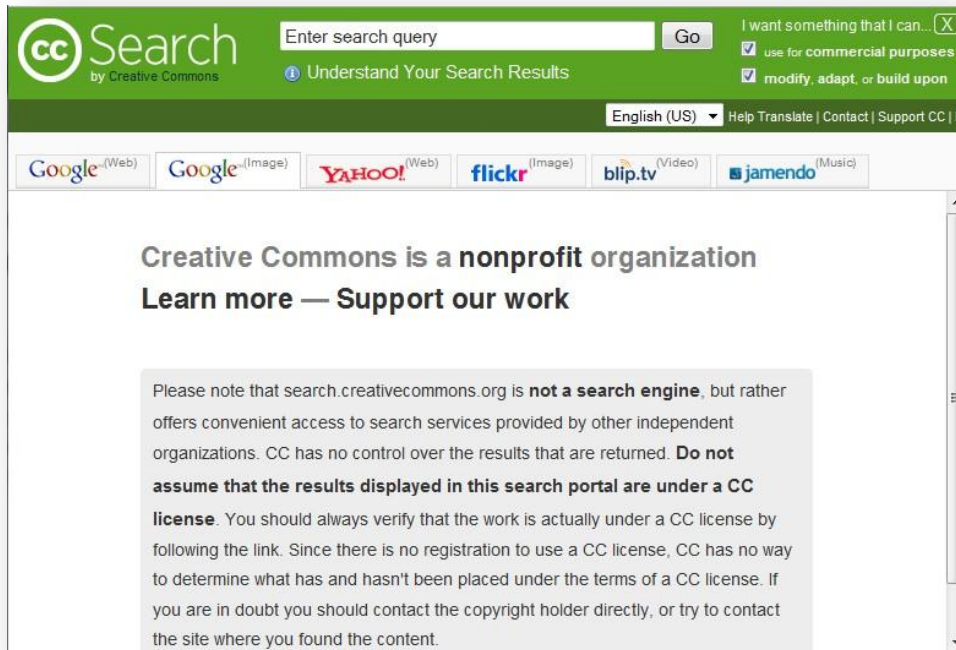 cc Search
by Creative Commons
Enter search query
Go
Understand Your Search Results
I want something that I can... X
use for commercial purposes
modify, adapt, or build upon
English (US)
Help Translate | Contact | Support CC |
Google (Web)
Google (Image)
YAHOO! (Web)
flickr (Image)
blip.tv (Video)
jamendo (Music)
Creative Commons is a nonprofit organization
Learn more — Support our work
Please note that search.creativecommons.org is not a search engine, but rather
offers convenient access to search services provided by other independent
organizations. CC has no control over the results that are returned. Do not
assume that the results displayed in this search portal are under a CC
license. You should always verify that the work is actually under a CC license by
following the link. Since there is no registration to use a CC license, CC has no way
to determine what has and hasn't been placed under the terms of a CC license. If
you are in doubt you should contact the copyright holder directly, or try to contact
the site where you found the content.